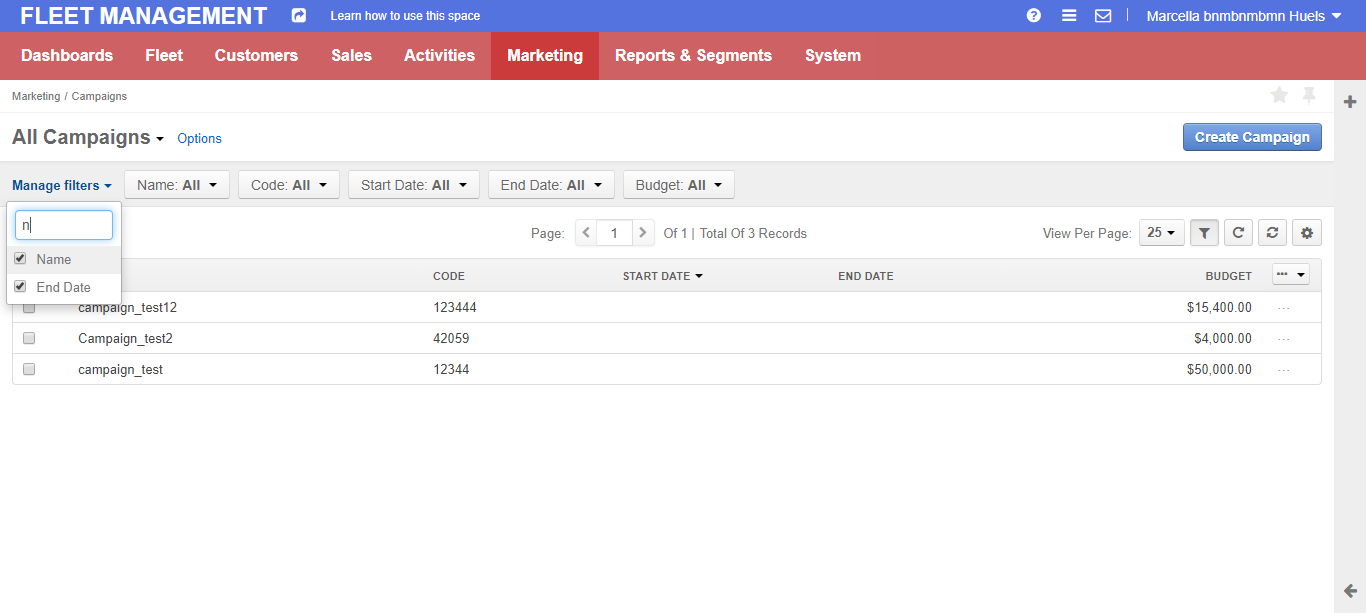 FLEET MANAGEMENT Learn how to use this space Marcella bnmbnmbmn Huels
Dashboards Fleet Customers Sales Activities Marketing Reports & Segments System
Marketing / Campaigns
All Campaigns Options Create Campaign
Manage filters Name: All Code: All Start Date: All End Date: All Budget: All
n
Page: 1 Of 1 | Total Of 3 Records View Per Page: 25
Name
End Date
CODE START DATE END DATE BUDGET
campaign_test12 123444 $15,400.00
Campaign_test2 42059 $4,000.00
campaign_test 12344 $50,000.00